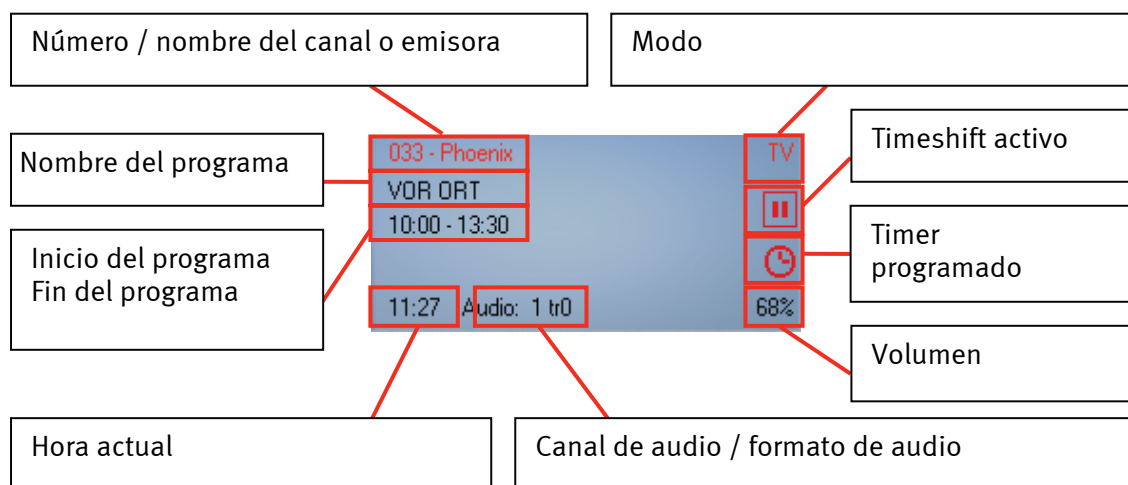 Número / nombre del canal o emisora
Modo
Nombre del programa
Timeshift activo
Inicio del programa
Fin del programa
Timer
programado
Volumen
Hora actual
Canal de audio / formato de audio
033 - Phoenix
TV
VOR ORT
10:00 - 13:30
11:27
Audio: 1 tr0
68%